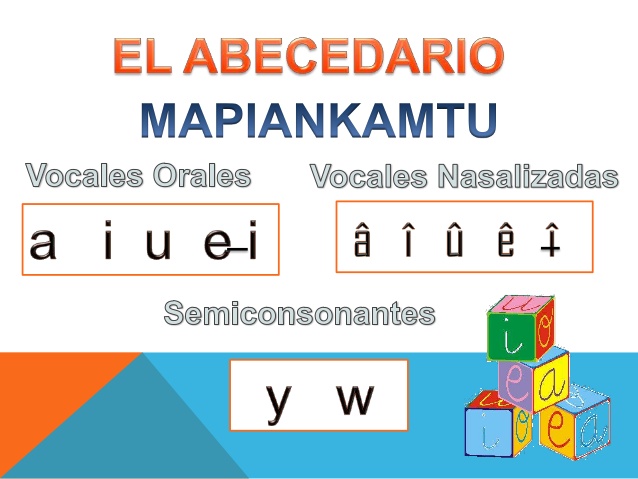 EL ABECEDARIO
MAPIANKAMTU
Vocales Orales
Vocales Nasalizadas
a i u e ɨ
â î û ê ɨ̂
Semiconsonantes
y w
u
i o
e a
i o e a